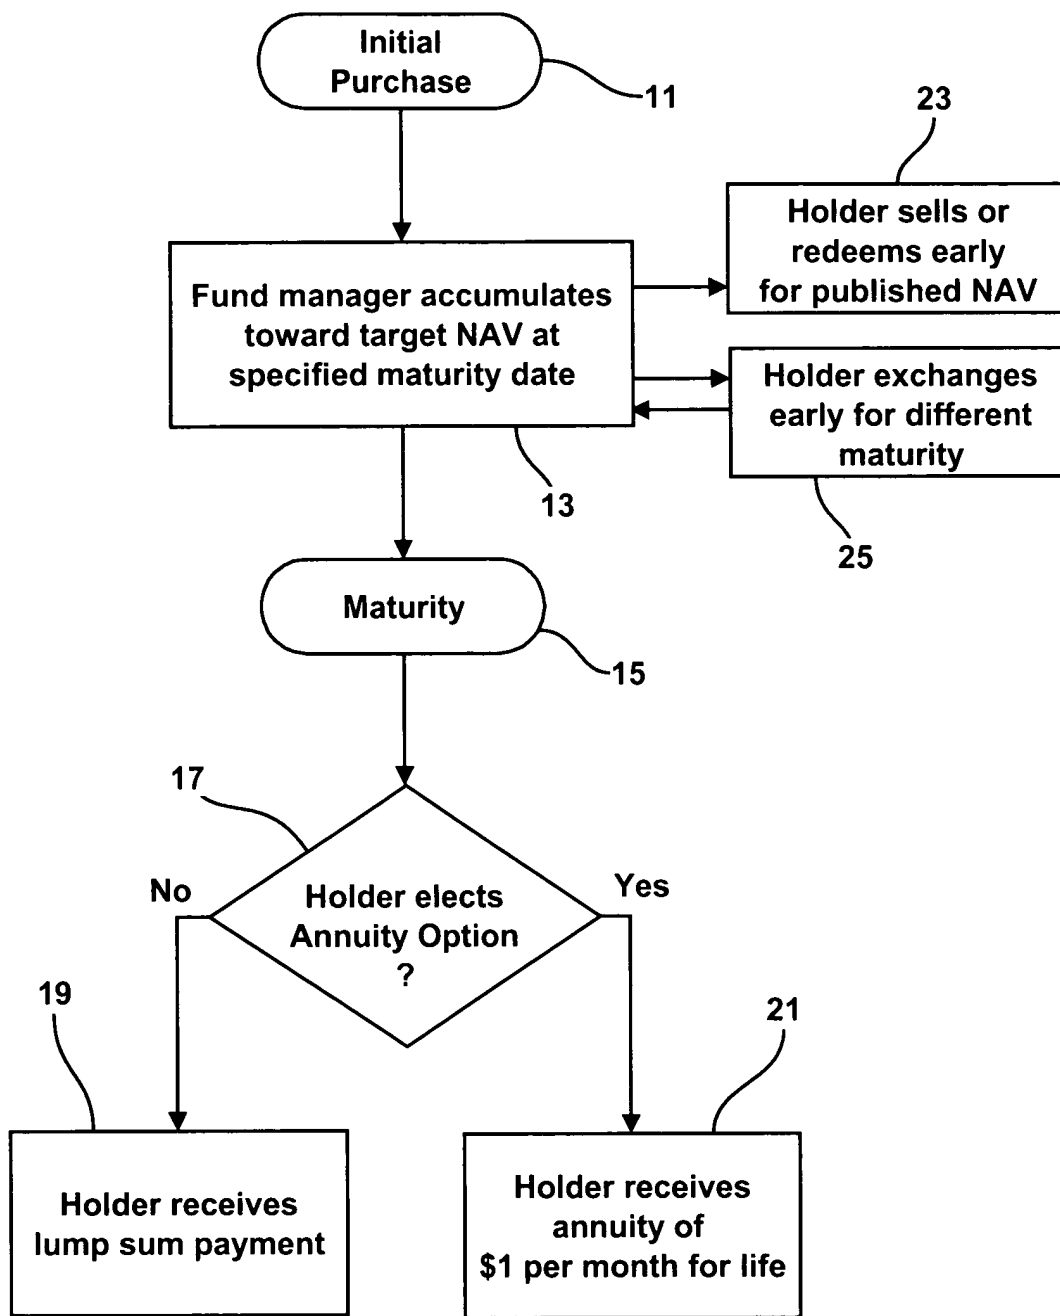 Initial
Purchase
11
23
Holder sells or
redeems early
for published NAV
Fund manager accumulates
toward target NAV at
specified maturity date
Holder exchanges
early for different
maturity
13
25
Maturity
15
17
No
Yes
Holder elects
Annuity Option
?
19
21
Holder receives
lump sum payment
Holder receives
annuity of
$1 per month for life